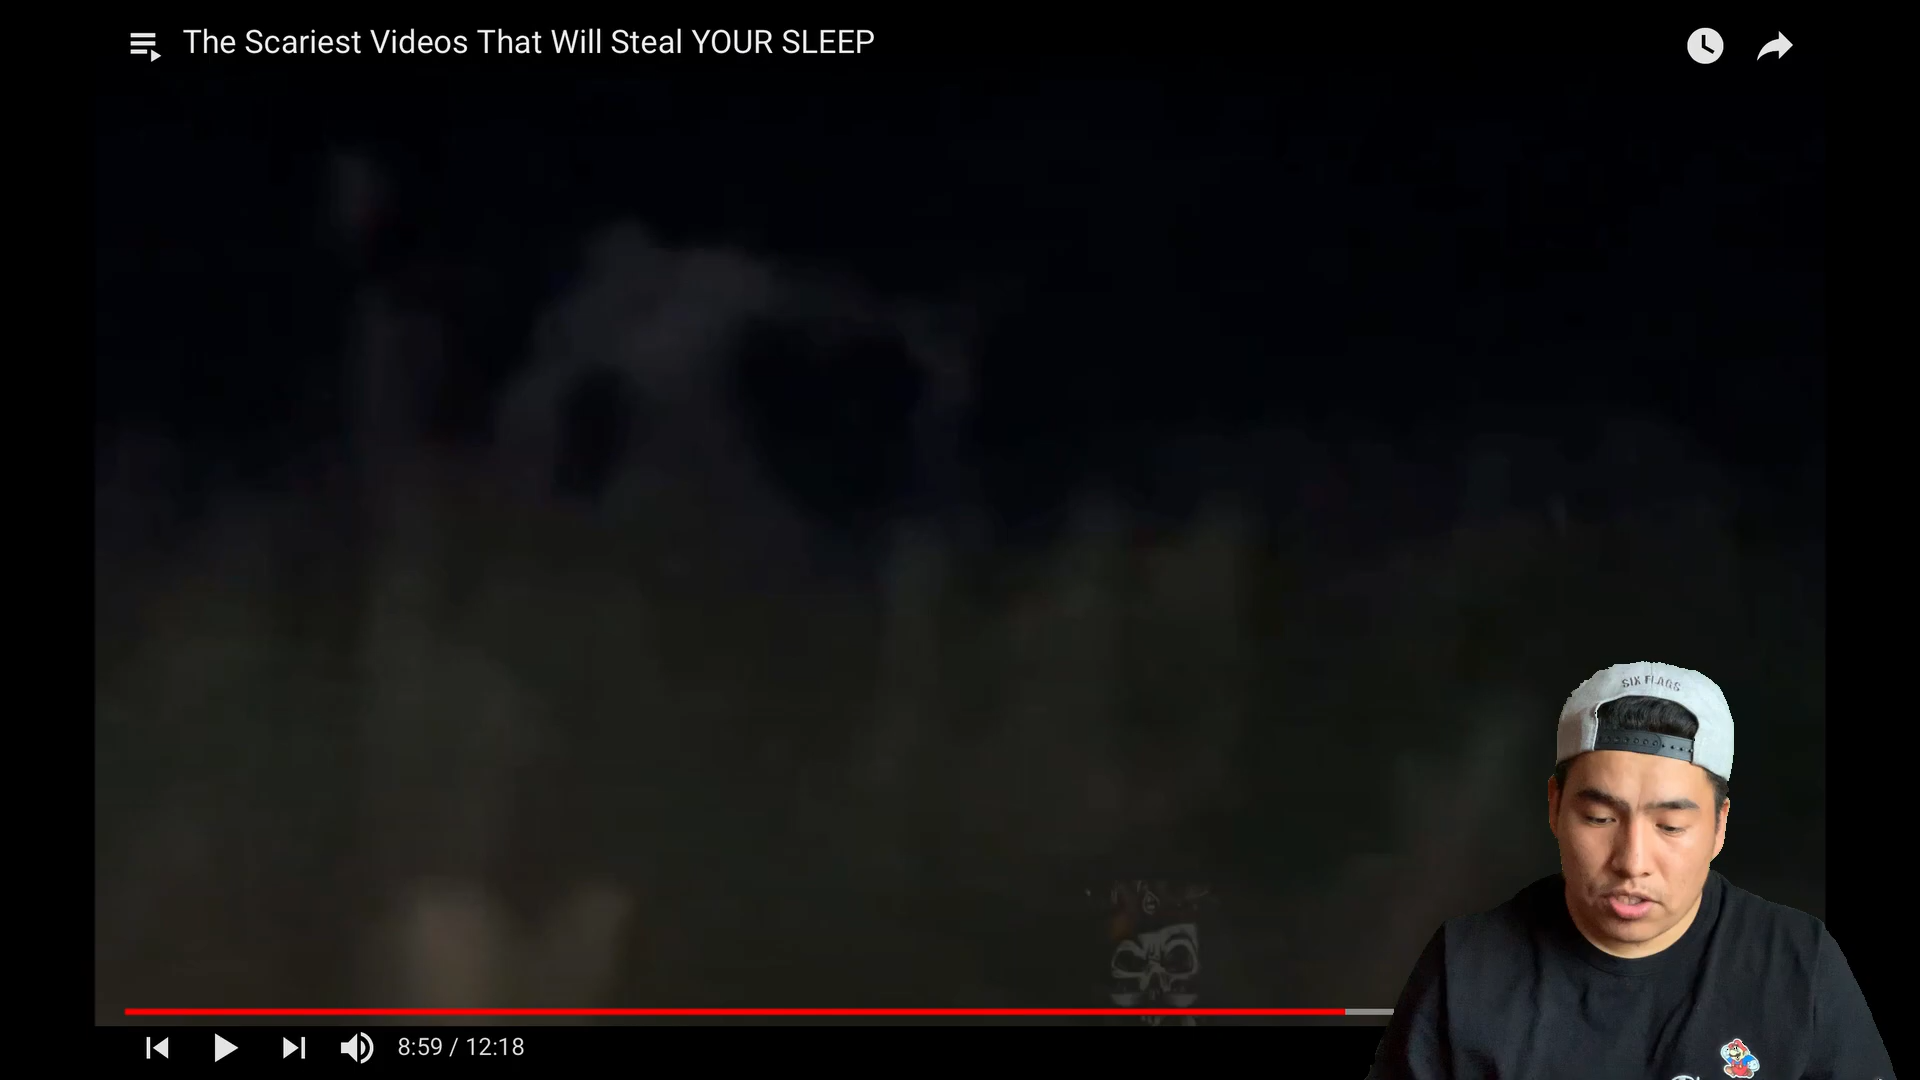 The Scariest Videos That Will Steal YOUR SLEEP
SIX FLAGS
8:59 / 12:18